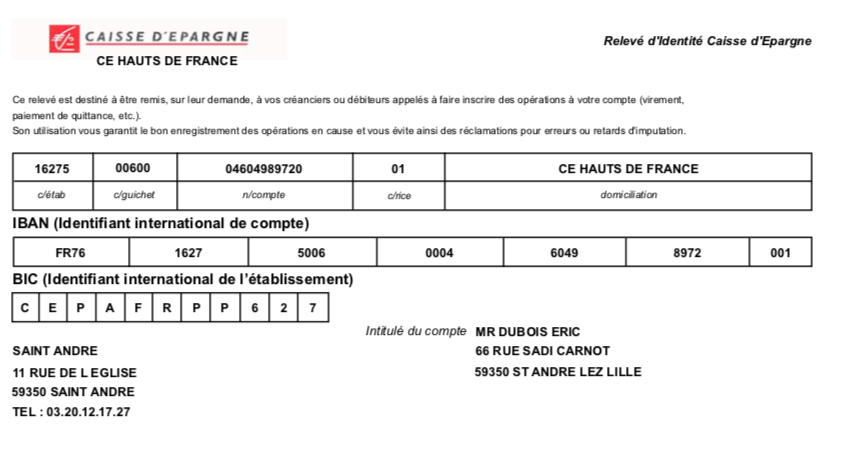 CAISSE D'EPARGNE
CE HAUTS DE FRANCE
Relevé d'Identité Caisse d'Epargne
Ce relevé est destiné à être remis, sur leur demande, à vos créanciers ou débiteurs appelés à faire inscrire des opérations à votre compte (virement,
paiement de quittance, etc.).
Son utilisation vous garantit le bon enregistrement des opérations en cause et vous évite ainsi des réclamations pour erreurs ou retards d'imputation.
16275 00600 04604989720 01 CE HAUTS DE FRANCE
c/étab c/guichet n/compte c/rice domiciliation
IBAN (Identifiant international de compte)
FR76 1627 5006 0004 6049 8972 001
BIC (Identifiant international de l'établissement)
C E P A F R P P 6 2 7
Intitulé du compte MR DUBOIS ERIC
SAINT ANDRE 66 RUE SADI CARNOT
11 RUE DE L EGLISE 59350 ST ANDRE LEZ LILLE
59350 SAINT ANDRE
TEL : 03.20.12.17.27